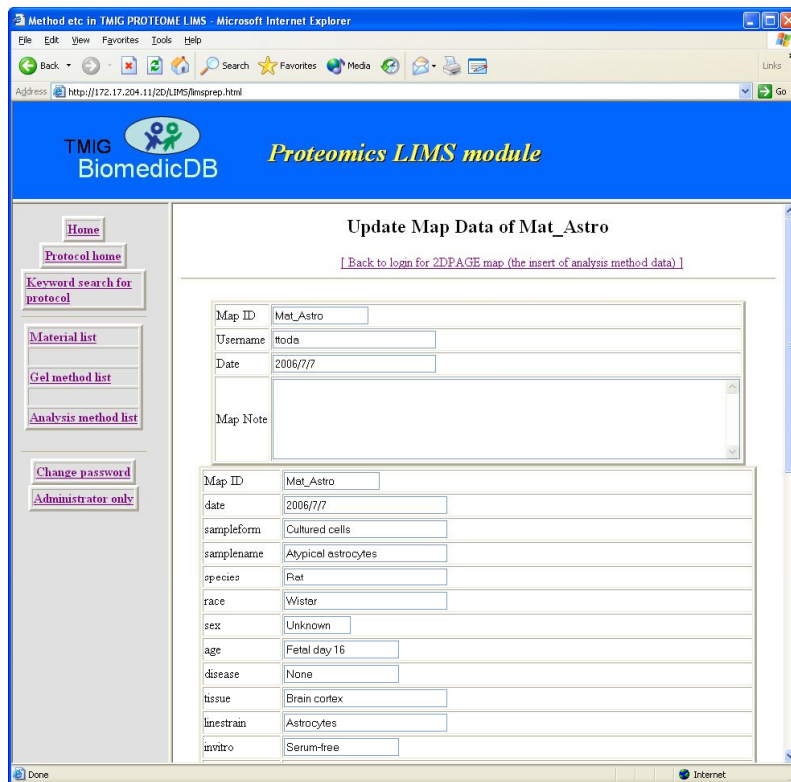 Method etc in TMIG PROTEOME LIMS - Microsoft Internet Explorer
File Edit View Favorites Tools Help
Back Search Favorites Media Links
Address http://172.17.204.11/2D/LIMS/limsprep.html Go
TMIG
BiomedicDB
Proteomics LIMS module
Home
Protocol home
Keyword search for
protocol
Material list
Gel method list
Analysis method list
Change password
Administrator only
Update Map Data of Mat_Astro
[ Back to login for 2DPAGE map (the insert of analysis method data) ]
Map ID Mat_Astro
Username ttoda
Date 2006/7/7
Map Note
Map ID Mat_Astro
date 2006/7/7
sampleform Cultured cells
samplename Atypical astrocytes
species Rat
race Wistar
sex Unknown
age Fetal day 16
disease None
tissue Brain cortex
linestrain Astrocytes
invitro Serum-free
Done Internet